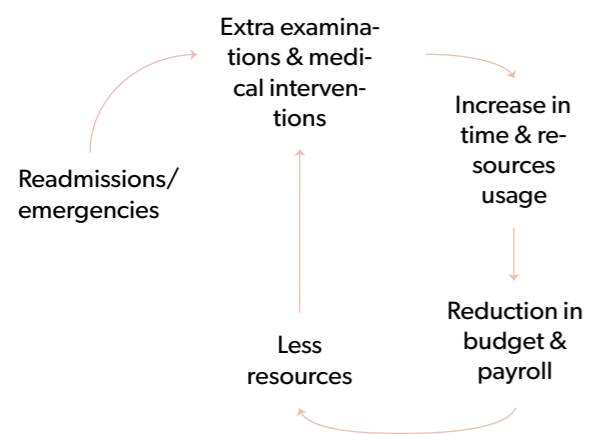 Extra examina-
tions & medi-
cal interven-
tions
Increase in
time & re-
sources
usage
Readmissions/
emergencies
Reduction in
budget &
payroll
Less
resources